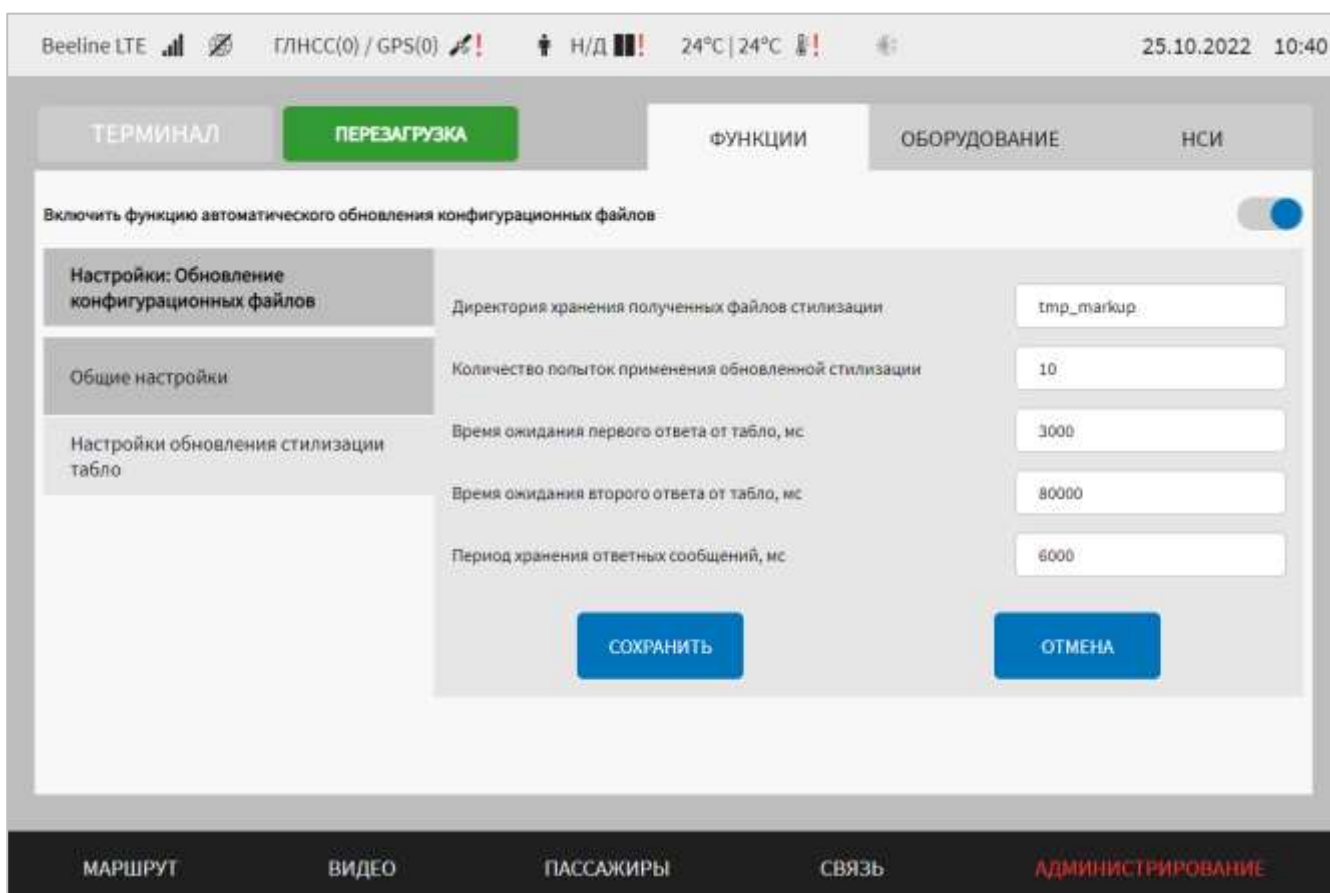 Beeline LTE ГЛНСС(0) / GPS(0) ! Н/Д ! 24°C | 24°C ! 25.10.2022 10:40
ТЕРМИНАЛ ПЕРЕЗАГРУЗКА ФУНКЦИИ ОБОРУДОВАНИЕ НСИ
Включить функцию автоматического обновления конфигурационных файлов
Настройки: Обновление
конфигурационных файлов
Общие настройки
Настройки обновления стилизации
табло
Директория хранения полученных файлов стилизации tmp_markup
Количество попыток применения обновленной стилизации 10
Время ожидания первого ответа от табло, мс 3000
Время ожидания второго ответа от табло, мс 80000
Период хранения ответных сообщений, мс 6000
СОХРАНИТЬ ОТМЕНА
МАРШРУТ ВИДЕО ПАССАЖИРЫ СВЯЗЬ АДМИНИСТРИРОВАНИЕ